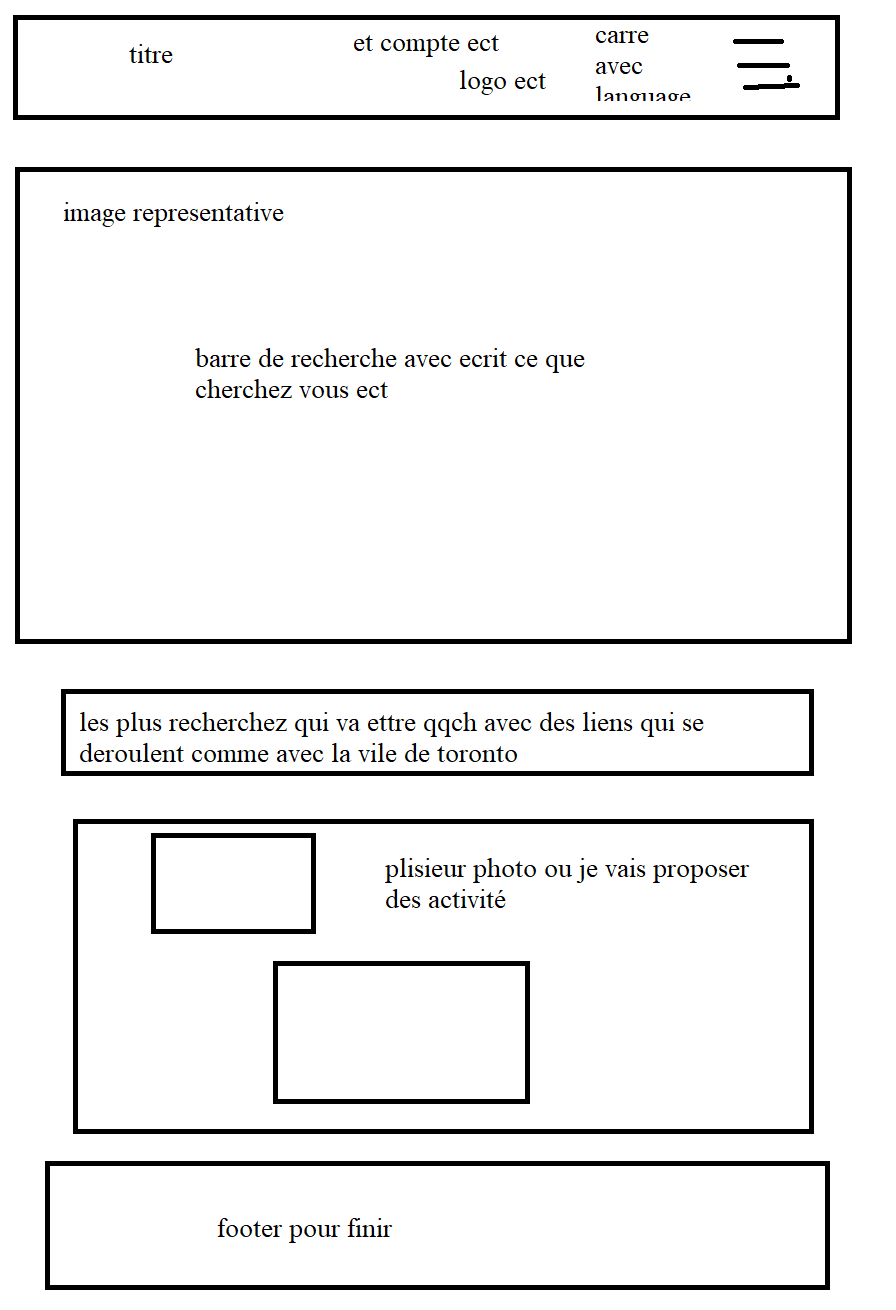 titre
et compte ect
logo ect
carre
avec
language
image representative
barre de recherche avec ecrit ce que
cherchez vous ect
les plus recherchez qui va ettre qqch avec des liens qui se
deroulent comme avec la vile de toronto
plisieur photo ou je vais proposer
des activité
footer pour finir